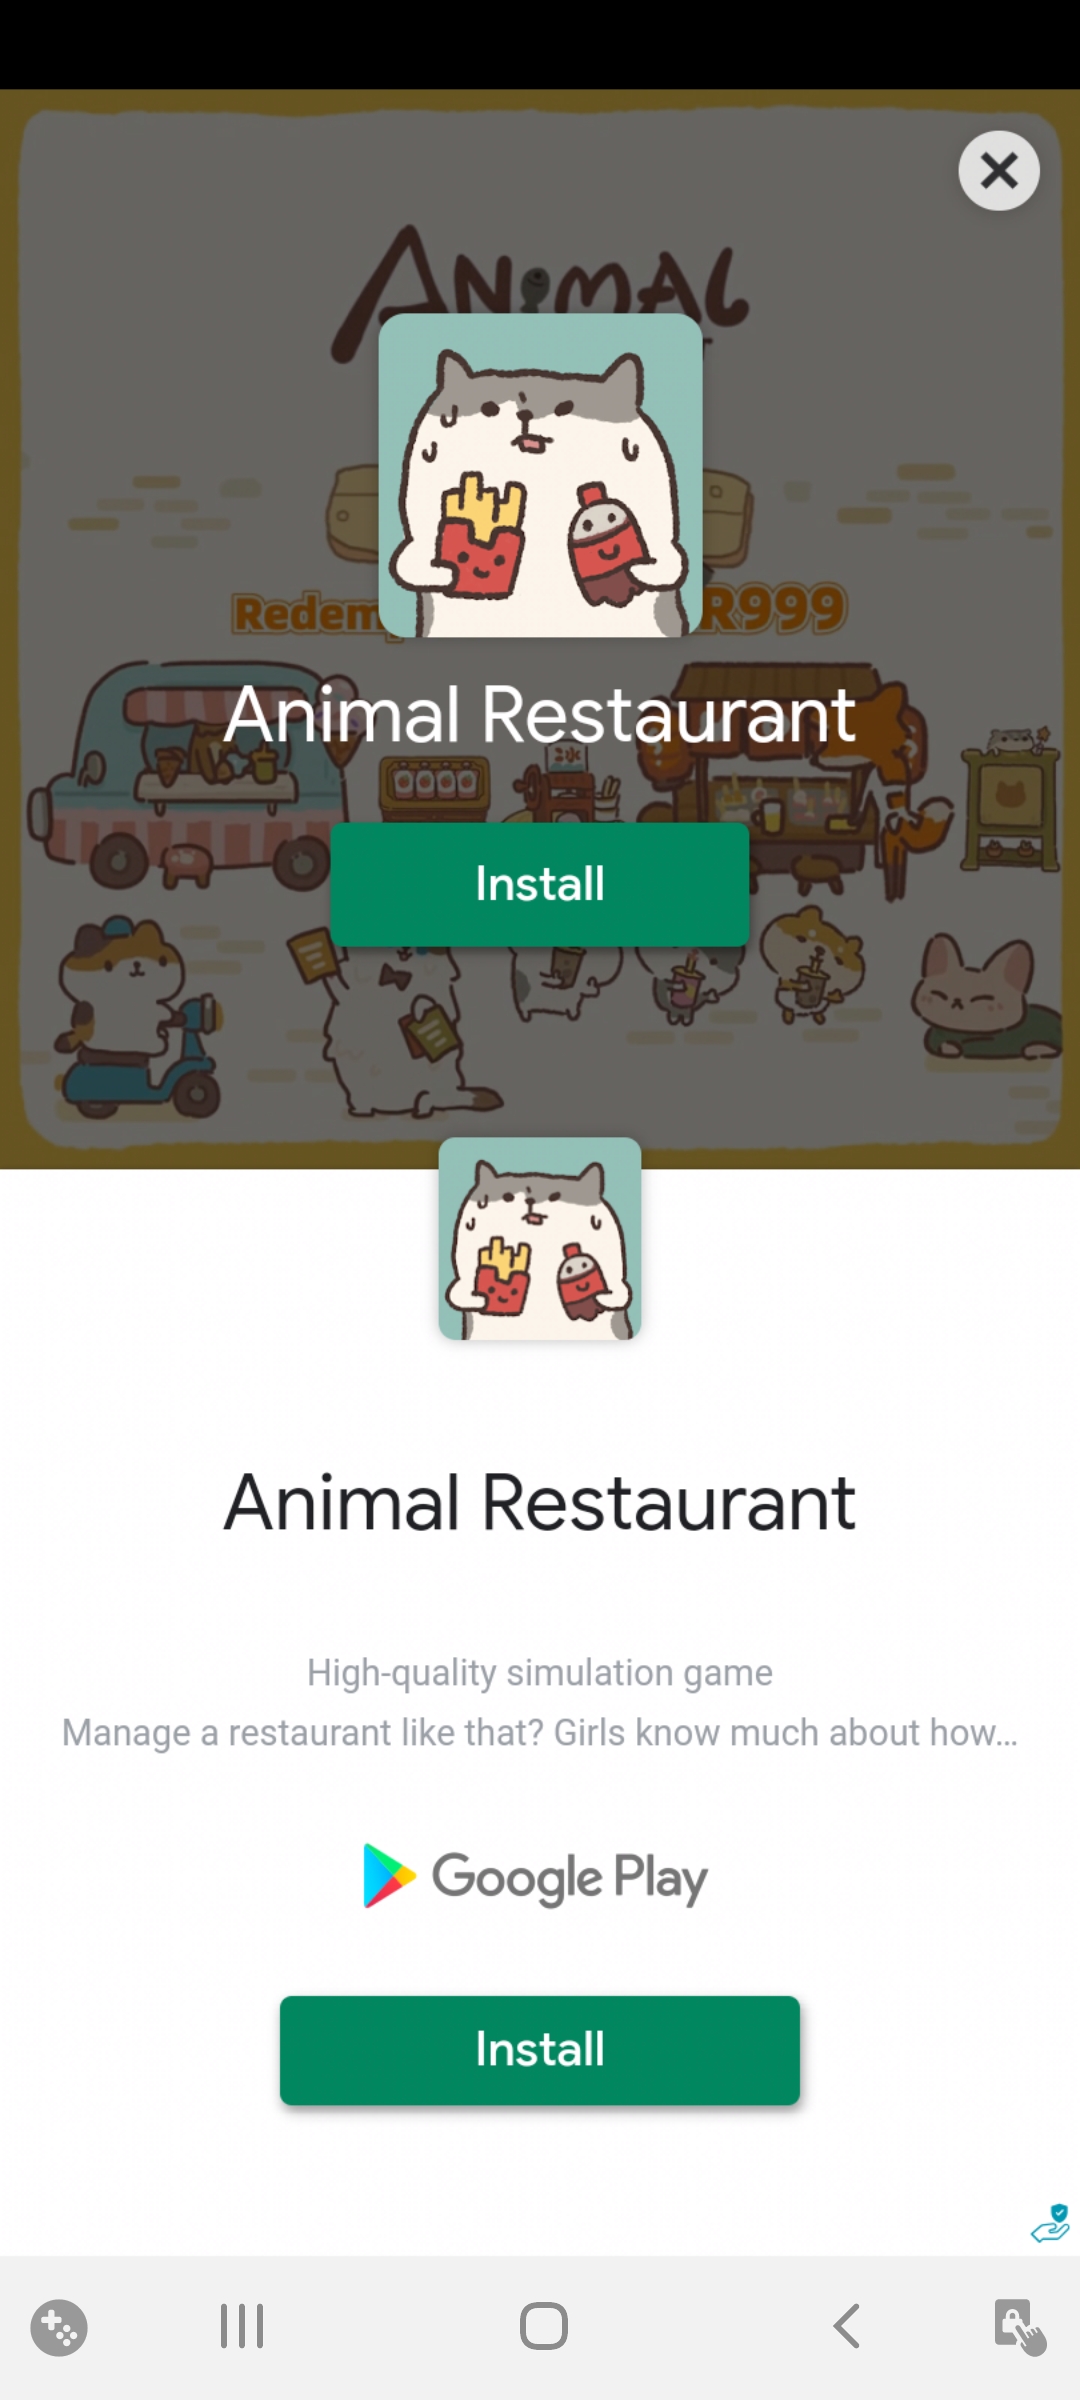 ANiMAL
Redem
R999
Animal Restaurant
Install
Animal Restaurant
High-quality simulation game
Manage a restaurant like that? Girls know much about how...
Google Play
Install